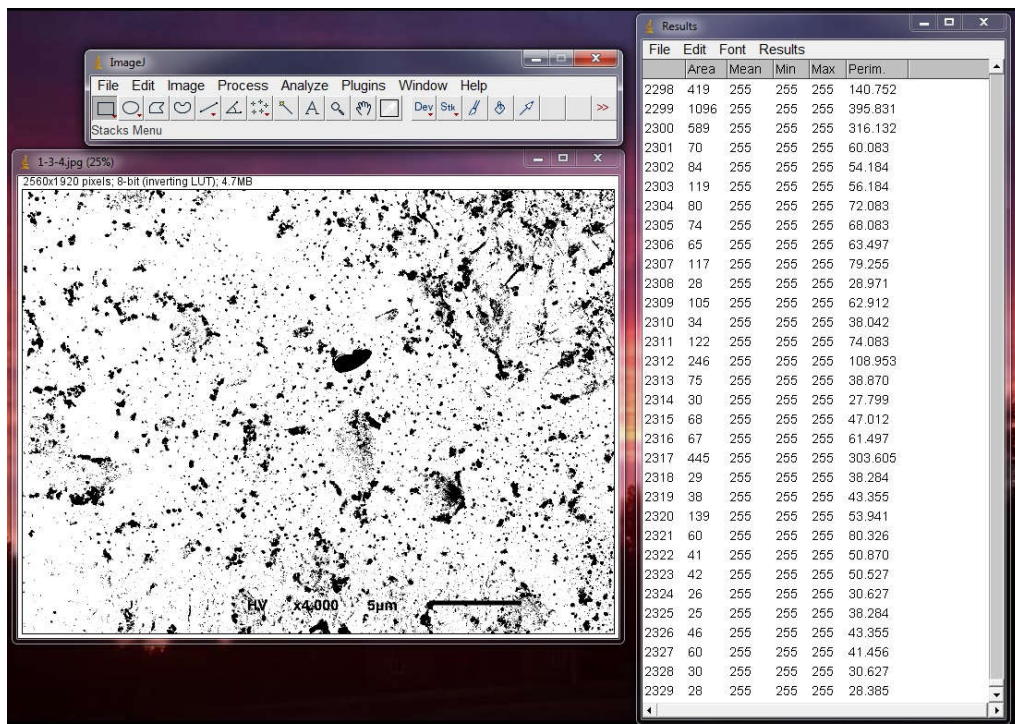 ImageJ
File Edit Image Process Analyze Plugins Window Help
A Dev Stk >>
Stacks Menu
1-3-4.jpg (25%)
2560x1920 pixels; 8-bit (inverting LUT); 4.7MB
HV x4,000 5µm
Results
File Edit Font Results
Area Mean Min Max Perim.
2298 419 255 255 255 140.752
2299 1096 255 255 255 395.831
2300 589 255 255 255 316.132
2301 70 255 255 255 60.083
2302 84 255 255 255 54.184
2303 119 255 255 255 56.184
2304 80 255 255 255 72.083
2305 74 255 255 255 68.083
2306 65 255 255 255 63.497
2307 117 255 255 255 79.255
2308 28 255 255 255 28.971
2309 105 255 255 255 62.912
2310 34 255 255 255 38.042
2311 122 255 255 255 74.083
2312 246 255 255 255 108.953
2313 75 255 255 255 38.870
2314 30 255 255 255 27.799
2315 68 255 255 255 47.012
2316 67 255 255 255 61.497
2317 445 255 255 255 303.605
2318 29 255 255 255 38.284
2319 38 255 255 255 43.355
2320 139 255 255 255 53.941
2321 60 255 255 255 80.326
2322 41 255 255 255 50.870
2323 42 255 255 255 50.527
2324 26 255 255 255 30.627
2325 25 255 255 255 38.284
2326 46 255 255 255 43.355
2327 60 255 255 255 41.456
2328 30 255 255 255 30.627
2329 28 255 255 255 28.385